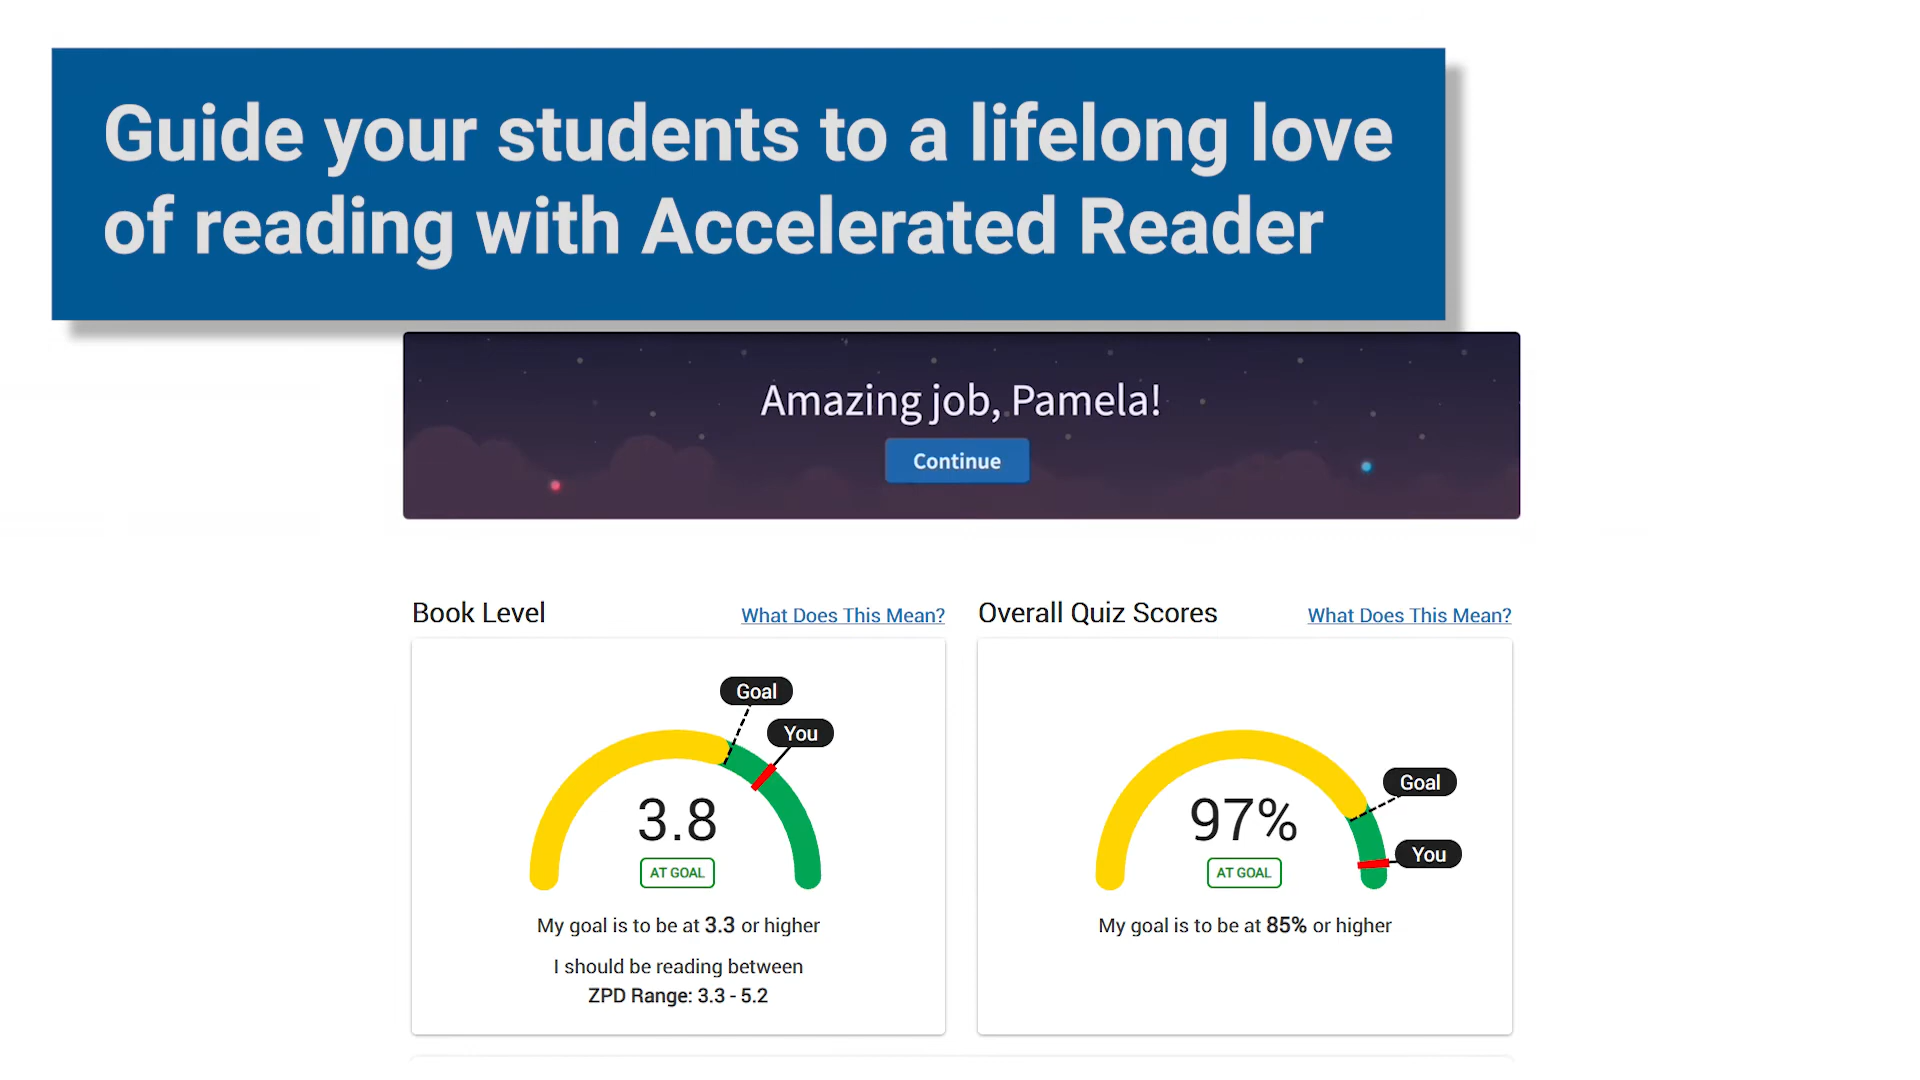 Guide your students to a lifelong love
of reading with Accelerated Reader
Amazing job, Pamela!
Continue
Book Level
What Does This Mean?
Goal
You
3.8
AT GOAL
My goal is to be at 3.3 or higher
I should be reading between
ZPD Range: 3.3 - 5.2
Overall Quiz Scores
What Does This Mean?
Goal
You
97%
AT GOAL
My goal is to be at 85% or higher